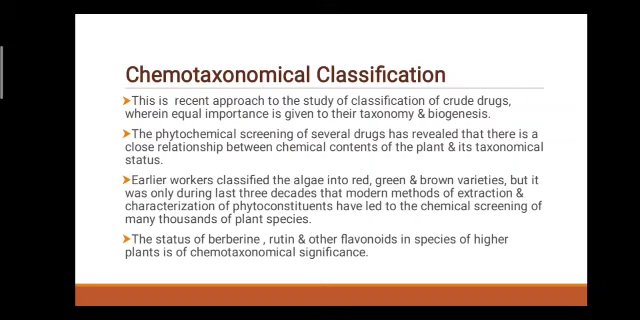 Chemotaxonomical Classification
➤This is recent approach to the study of classification of crude drugs,
wherein equal importance is given to their taxonomy & biogenesis.
➤The phytochemical screening of several drugs has revealed that there is a
close relationship between chemical contents of the plant & its taxonomical
status.
➤Earlier workers classified the algae into red, green & brown varieties, but it
was only during last three decades that modern methods of extraction &
characterization of phytoconstituents have led to the chemical screening of
many thousands of plant species.
➤The status of berberine , rutin & other flavonoids in species of higher
plants is of chemotaxonomical significance.